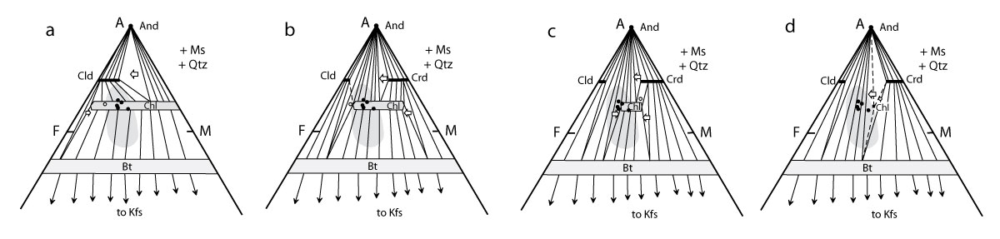 a
A And
+ Ms
+ Qtz
Cld
Chl
F M
Bt
to Kfs
b
A And
+ Ms
+ Qtz
Cld Crd
Chl
F M
Bt
to Kfs
c
A And
+ Ms
+ Qtz
Cld Crd
Chl
F M
Bt
to Kfs
d
A And
+ Ms
+ Qtz
Cld Crd
Chl
F M
Bt
to Kfs